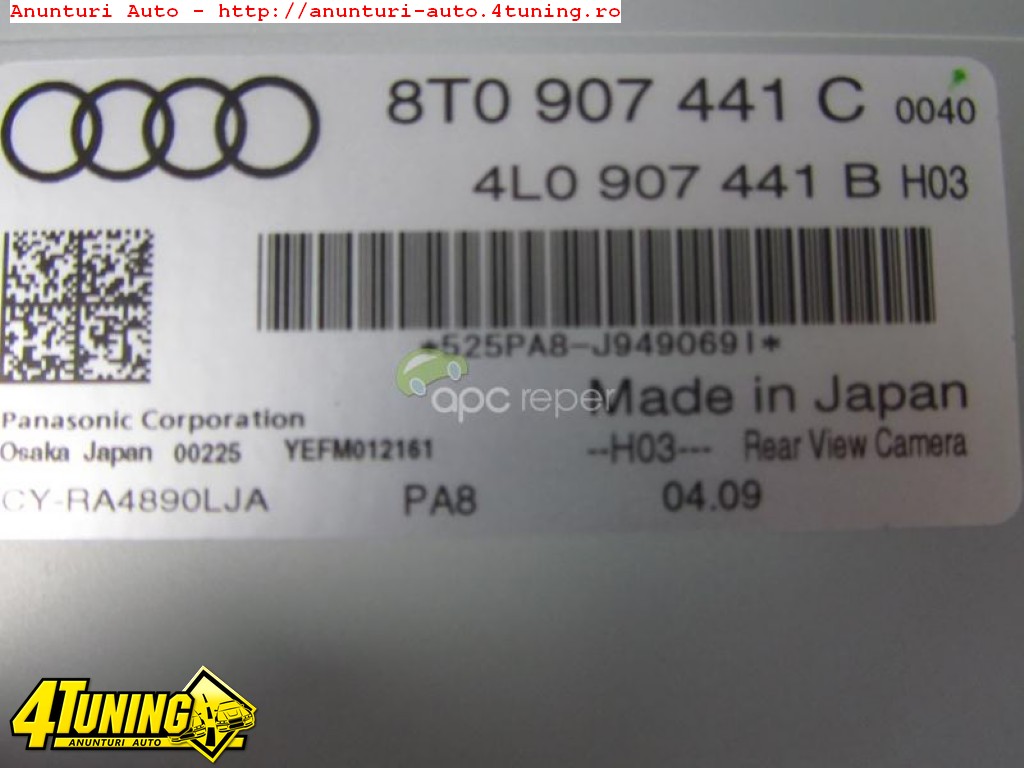 Anunturi Auto - http://anunturi-auto.4tuning.ro
8T0 907 441 C 0040
4L0 907 441 B H03
*525PA8-J949069I*
apc reper
Made in Japan
Panasonic Corporation
Osaka Japan 00225 YEFM012161 --H03--- Rear View Camera
CY-RA4890LJA PA8 04.09
4TUNING
ANUNTURI AUTO